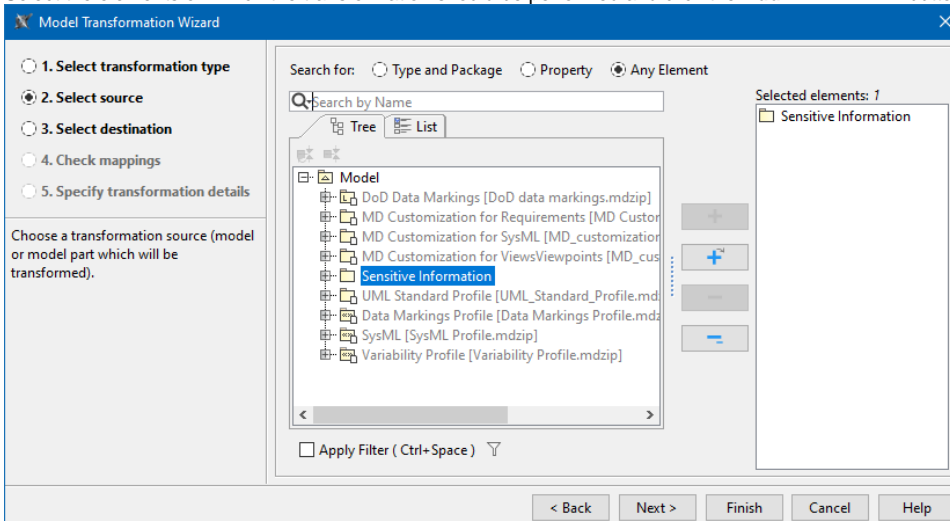 Model Transformation Wizard
1. Select transformation type
2. Select source
3. Select destination
4. Check mappings
5. Specify transformation details
Choose a transformation source (model
or model part which will be
transformed).
Search for: Type and Package Property Any Element
Search by Name
Tree List
Model
DoD Data Markings [DoD data markings.mdzip]
MD Customization for Requirements [MD Custor
MD Customization for SysML [MD_customization
MD Customization for ViewsViewpoints [MD_cus
Sensitive Information
UML Standard Profile [UML_Standard_Profile.md
Data Markings Profile [Data Markings Profile.mdz
SysML [SysML Profile.mdzip]
Variability Profile [Variability Profile.mdzip]
Apply Filter ( Ctrl+Space )
Selected elements: 1
Sensitive Information
< Back Next > Finish Cancel Help